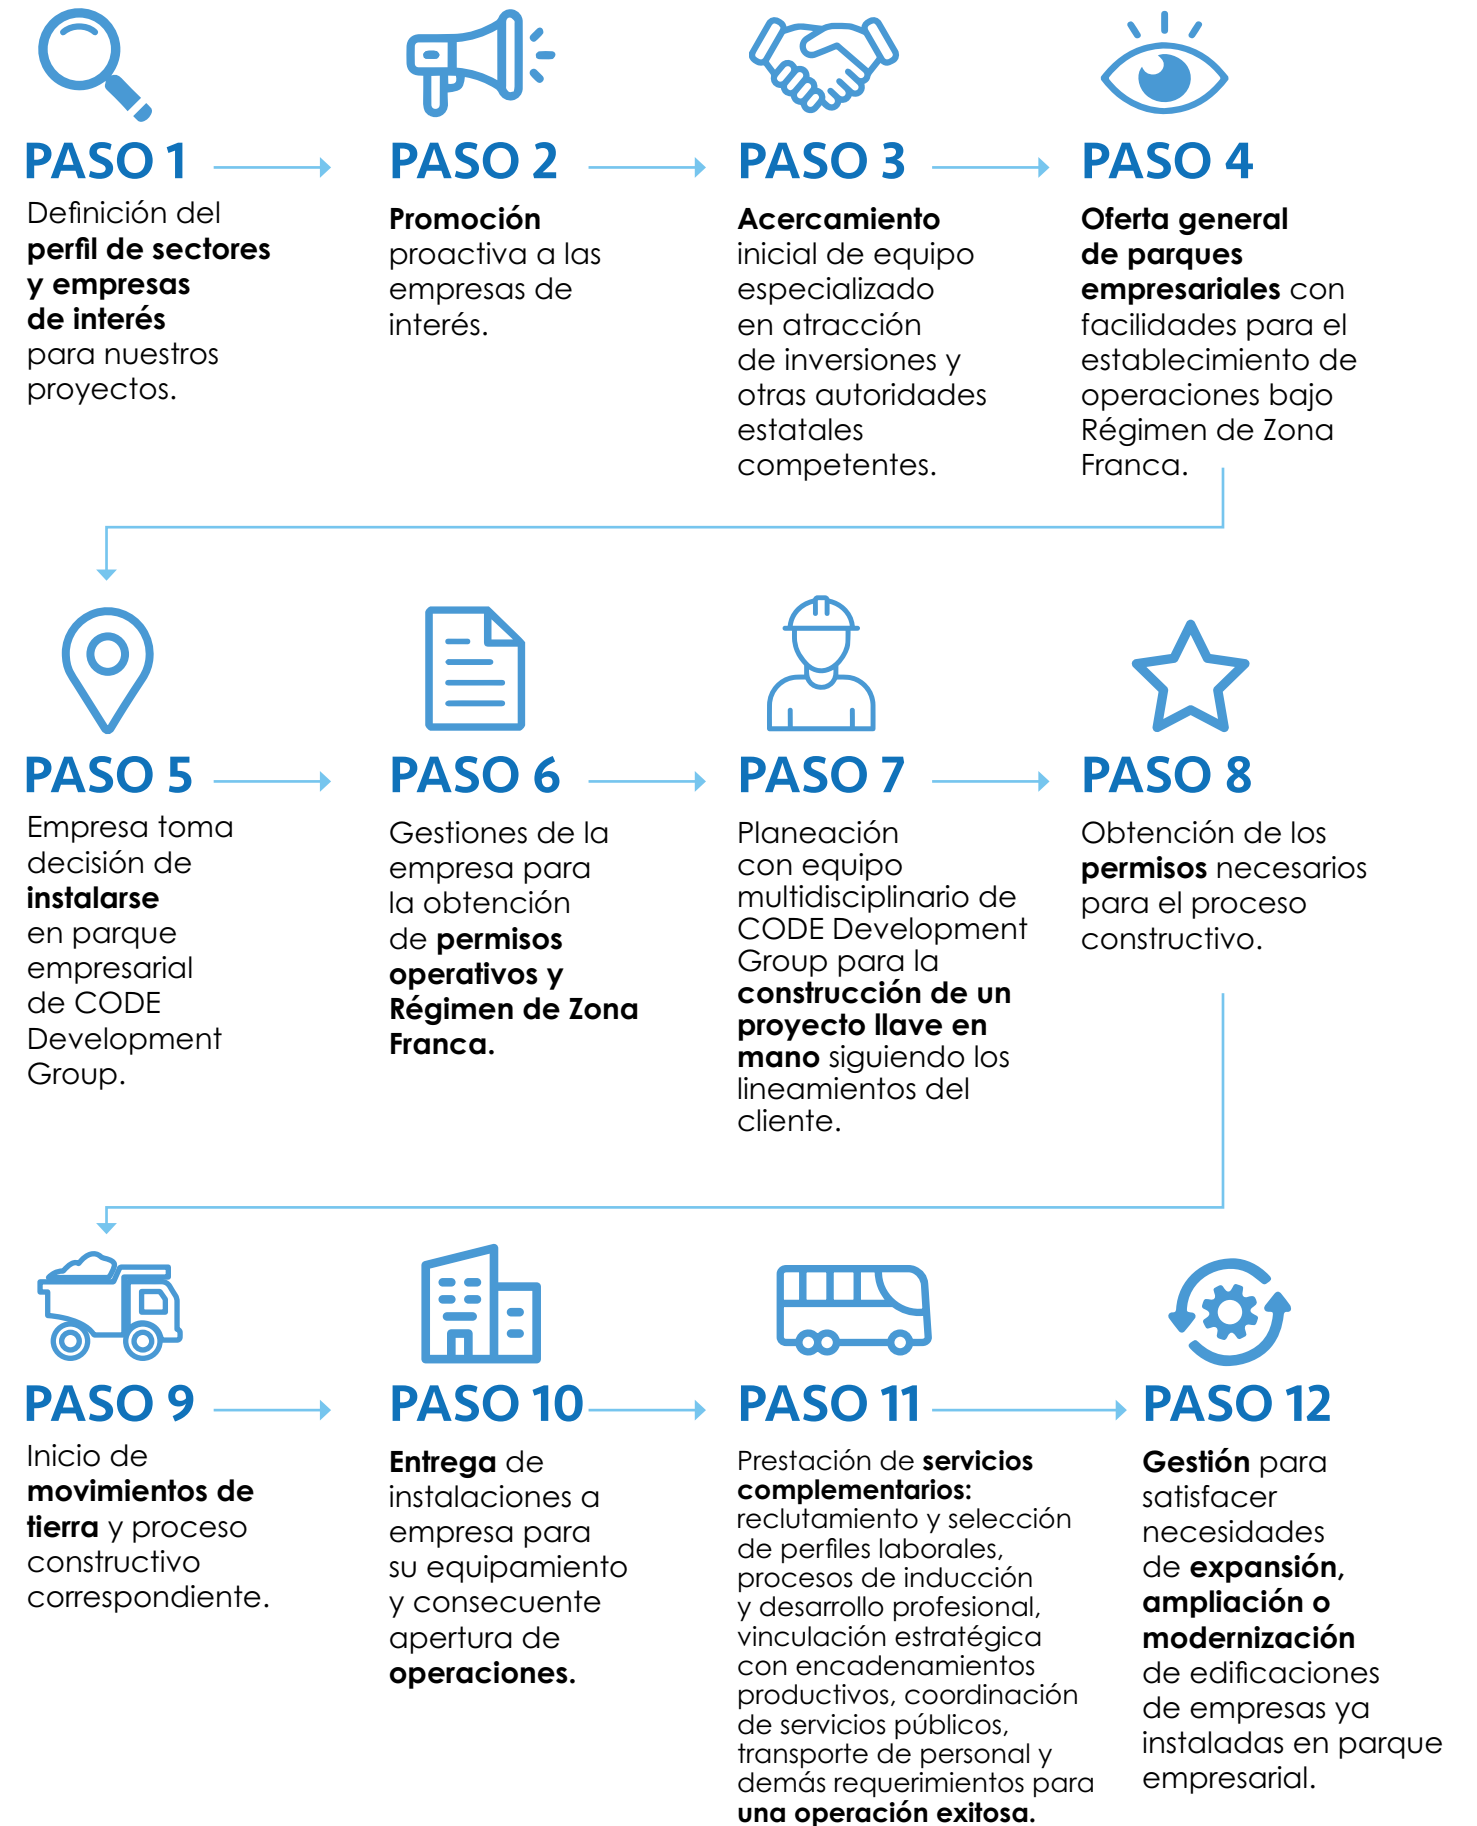 PASO 1
Definición del
perfil de sectores
y empresas
de interés
para nuestros
proyectos.
PASO 2
Promoción
proactiva a las
empresas de
interés.
PASO 3
Acercamiento
inicial de equipo
especializado
en atracción
de inversiones y
otras autoridades
estatales
competentes.
PASO 4
Oferta general
de parques
empresariales con
facilidades para el
establecimiento de
operaciones bajo
Régimen de Zona
Franca.
PASO 5
Empresa toma
decisión de
instalarse
en parque
empresarial
de CODE
Development
Group.
PASO 6
Gestiones de la
empresa para
la obtención
de permisos
operativos y
Régimen de Zona
Franca.
PASO 7
Planeación
con equipo
multidisciplinario de
CODE Development
Group para la
construcción de un
proyecto llave en
mano siguiendo los
lineamientos del
cliente.
PASO 8
Obtención de los
permisos necesarios
para el proceso
constructivo.
PASO 9
Inicio de
movimientos de
tierra y proceso
constructivo
correspondiente.
PASO 10
Entrega de
instalaciones a
empresa para
su equipamiento
y consecuente
apertura de
operaciones.
PASO 11
Prestación de servicios
complementarios:
reclutamiento y selección
de perfiles laborales,
procesos de inducción
y desarrollo profesional,
vinculación estratégica
con encadenamientos
productivos, coordinación
de servicios públicos,
transporte de personal y
demás requerimientos para
una operación exitosa.
PASO 12
Gestión para
satisfacer
necesidades
de expansión,
ampliación o
modernización
de edificaciones
de empresas ya
instaladas en parque
empresarial.